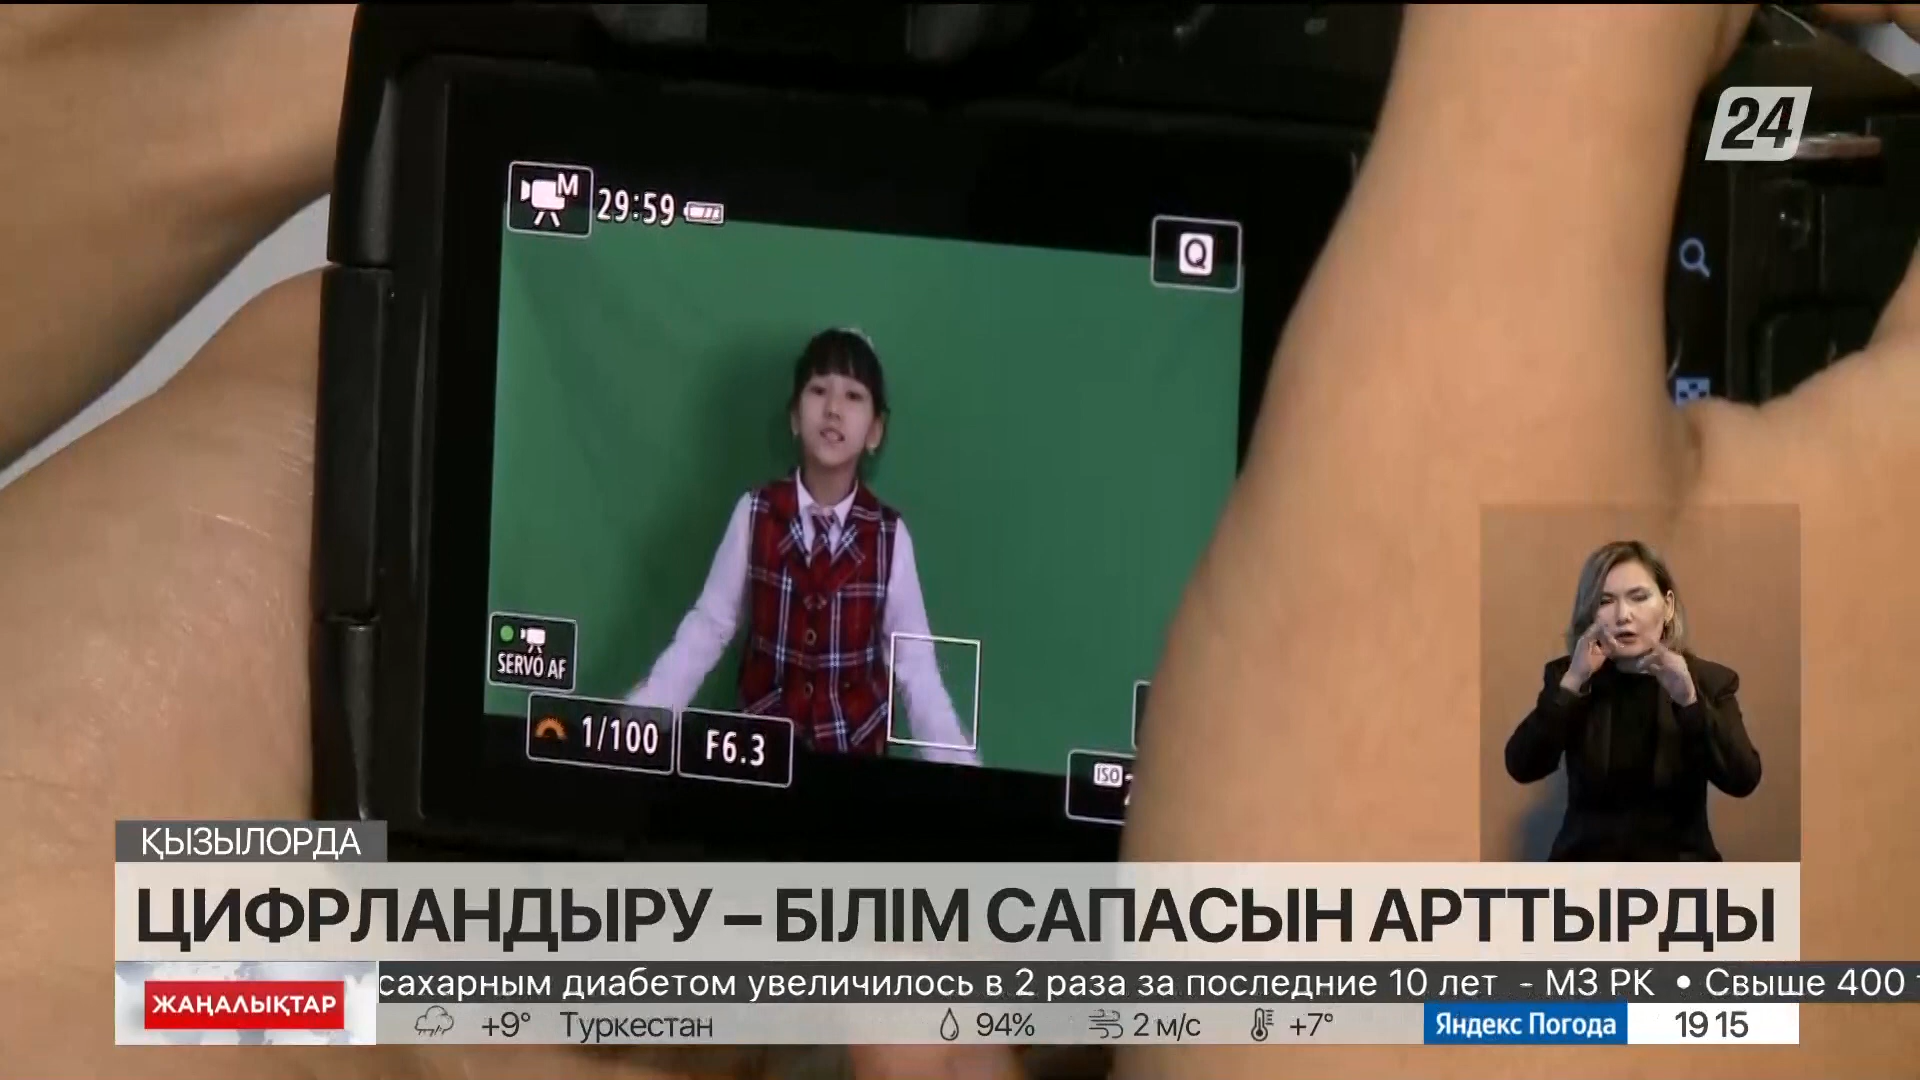 24
M 29:59
Q
SERVO AF
1/100 F6.3
ISO
ҚЫЗЫЛОРДА
ЦИФРЛАНДЫРУ – БІЛІМ САПАСЫН АРТТЫРДЫ
ЖАҢАЛЫҚТАР
сахарным диабетом увеличилось в 2 раза за последние 10 лет - МЗ РК • Свыше 400
+9° Туркестан 94% 2 м/с +7° Яндекс Погода 19 15